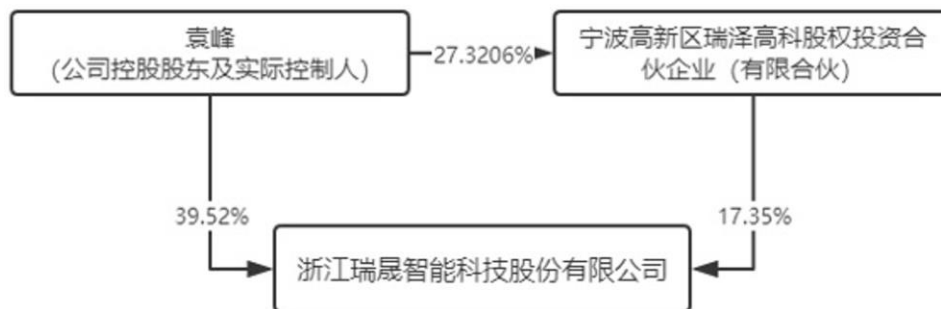 袁峰
(公司控股股东及实际控制人)
27.3206%
宁波高新区瑞泽高科股权投资合
伙企业（有限合伙）
39.52%
17.35%
浙江瑞晟智能科技股份有限公司